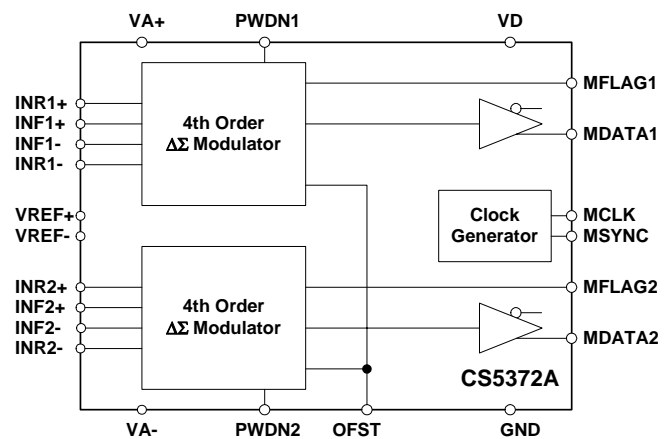 VA+ PWDN1 VD
MFLAG1
INR1+
INF1+
INF1-
INR1-
4th Order
ΔΣ Modulator
MDATA1
VREF+
VREF-
Clock
Generator
MCLK
MSYNC
INR2+
INF2+
INF2-
INR2-
4th Order
ΔΣ Modulator
MFLAG2
MDATA2
CS5372A
VA- PWDN2 OFST GND